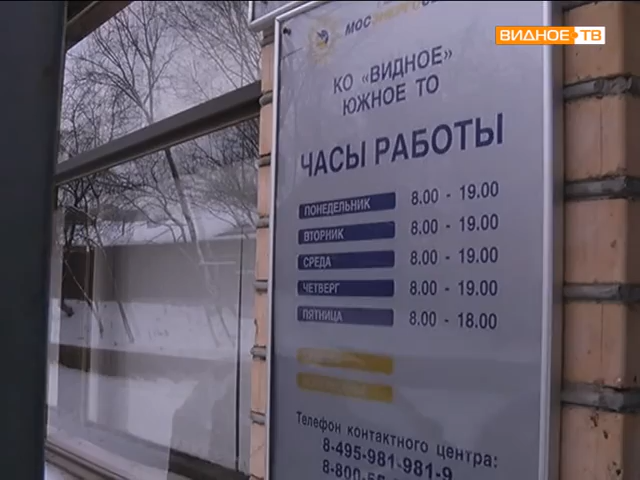 ВИДНОЕ ТВ
КО «ВИДНОЕ"
ЮЖНОЕ ТО
ЧАСЫ РАБОТЫ
ПОНЕДЕЛЬНИК 8.00 - 19.00
ВТОРНИК 8.00 - 19.00
СРЕДА 8.00 - 19.00
ЧЕТВЕРГ 8.00 - 19.00
ПЯТНИЦА 8.00 - 18.00
Телефон контактного центра:
8-495-981-981-9